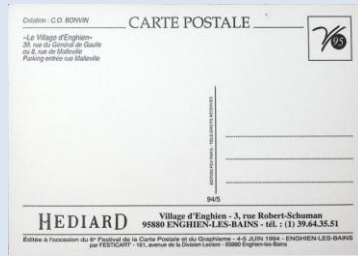 Création : C.O. BONVIN
CARTE POSTALE
«Le Village d'Enghien»
39, rue du Général de Gaulle
ou 8, rue de Malleville
Parking entrée rue Malleville
95
94/5
HEDIARD
Village d'Enghien - 3, rue Robert-Schuman
95880 ENGHIEN-LES-BAINS - tél. : (1) 39.64.35.51
Éditée à l'occasion du 6e Festival de la Carte Postale et du Graphisme - 4-5 JUIN 1994 - ENGHIEN-LES-BAINS
par FESTICART - 161, avenue de la Division Leclerc - 95880 Enghien-les-Bains